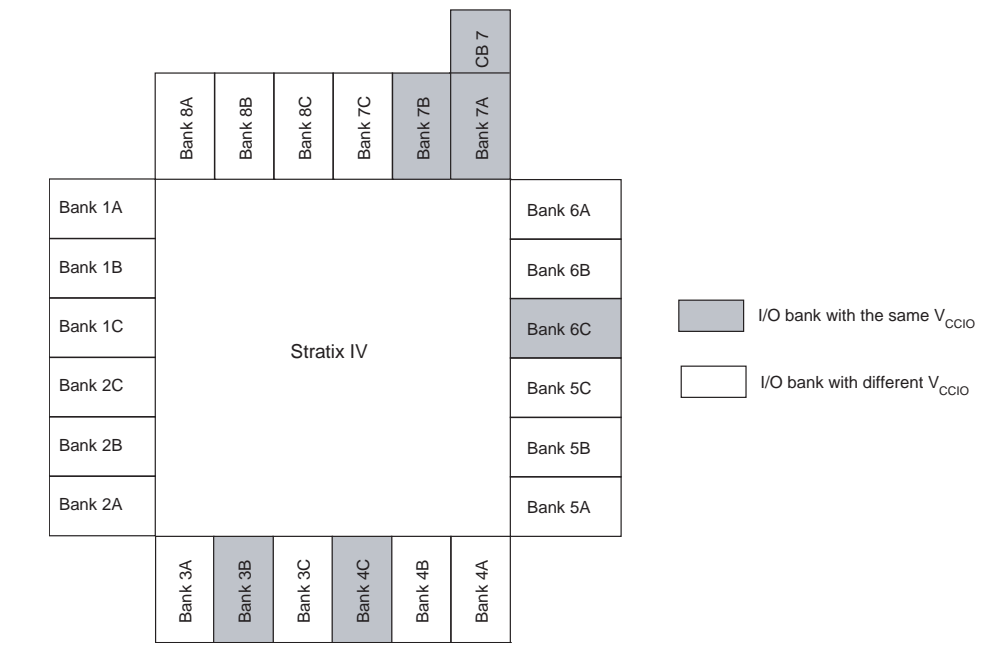 CB 7
Bank 8A
Bank 8B
Bank 8C
Bank 7C
Bank 7B
Bank 7A
Bank 1A
Bank 1B
Bank 1C
Bank 2C
Bank 2B
Bank 2A
Stratix IV
Bank 6A
Bank 6B
Bank 6C
Bank 5C
Bank 5B
Bank 5A
I/O bank with the same VCCIO
I/O bank with different VCCIO
Bank 3A
Bank 3B
Bank 3C
Bank 4C
Bank 4B
Bank 4A